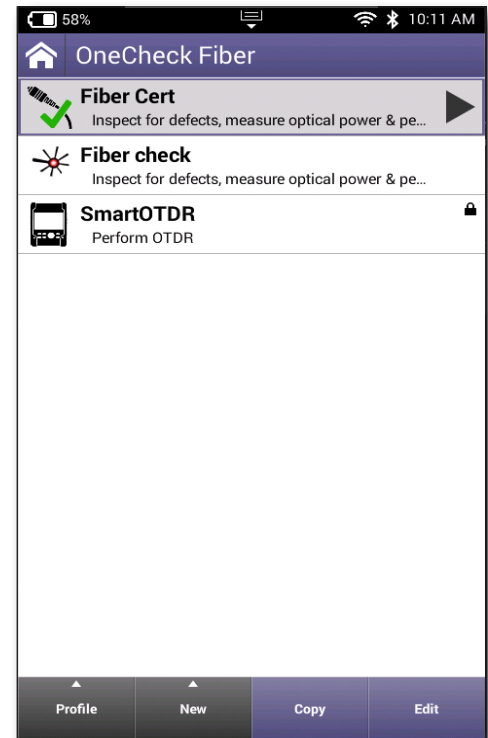 58%
10:11 AM
OneCheck Fiber
Fiber Cert
Inspect for defects, measure optical power & pe...
Fiber check
Inspect for defects, measure optical power & pe...
SmartOTDR
Perform OTDR
Profile
New
Copy
Edit